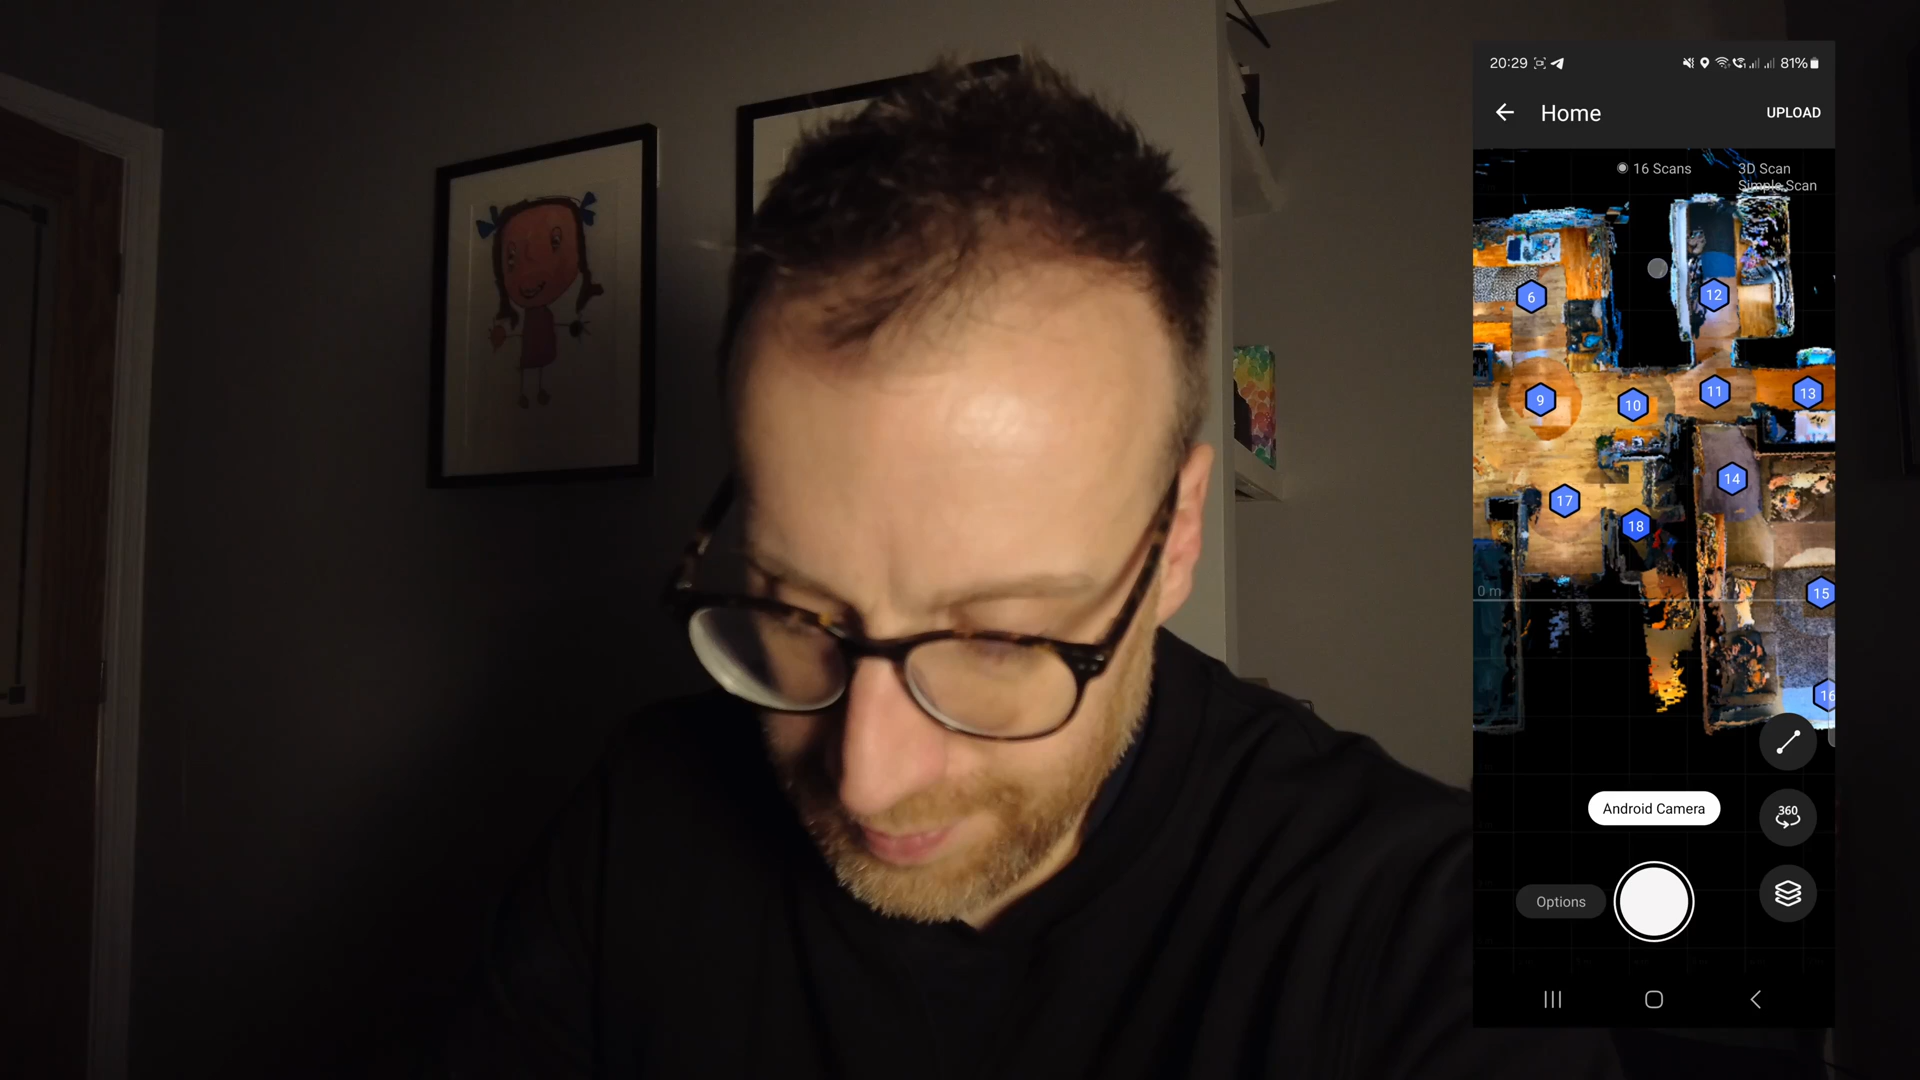 20:29 81%
Home UPLOAD
16 Scans
3D Scan
Simple Scan
6 12
9 10 11 13
14
17
18
0 m
15
16
Android Camera
360
Options